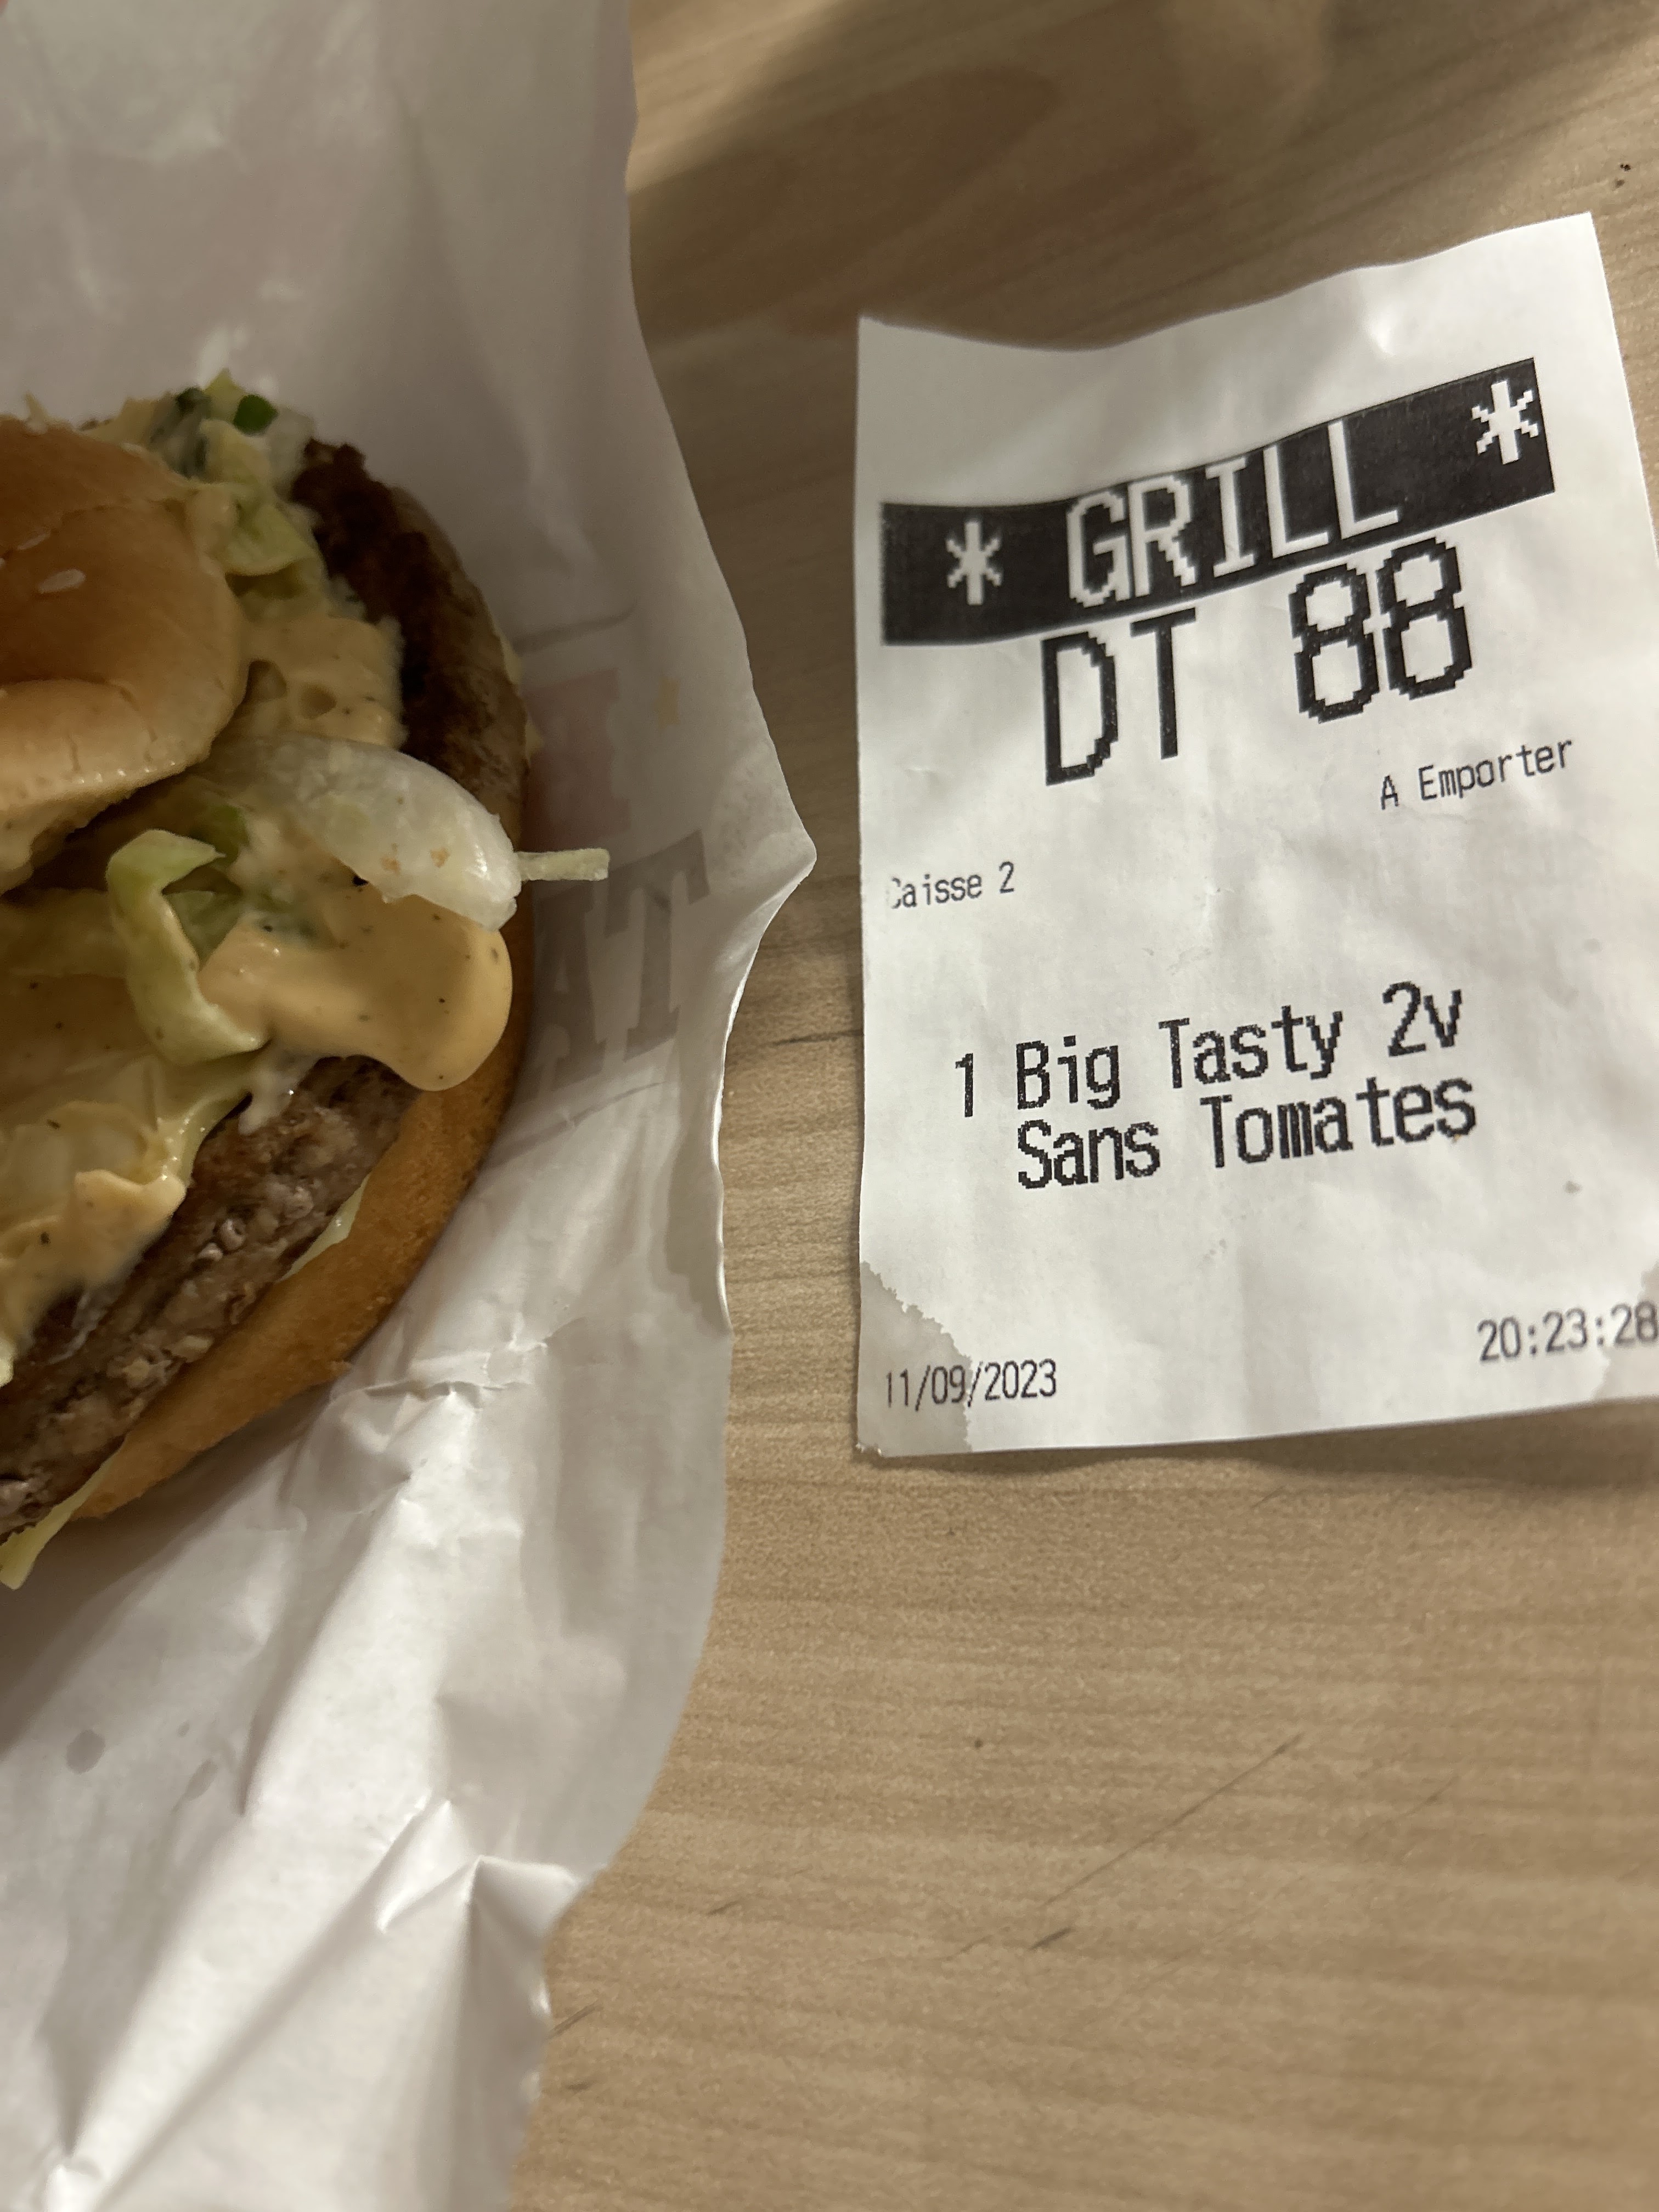 * GRILL *
DT 88
A Emporter
Caisse 2
1 Big Tasty 2v
Sans Tomates
11/09/2023 20:23:28